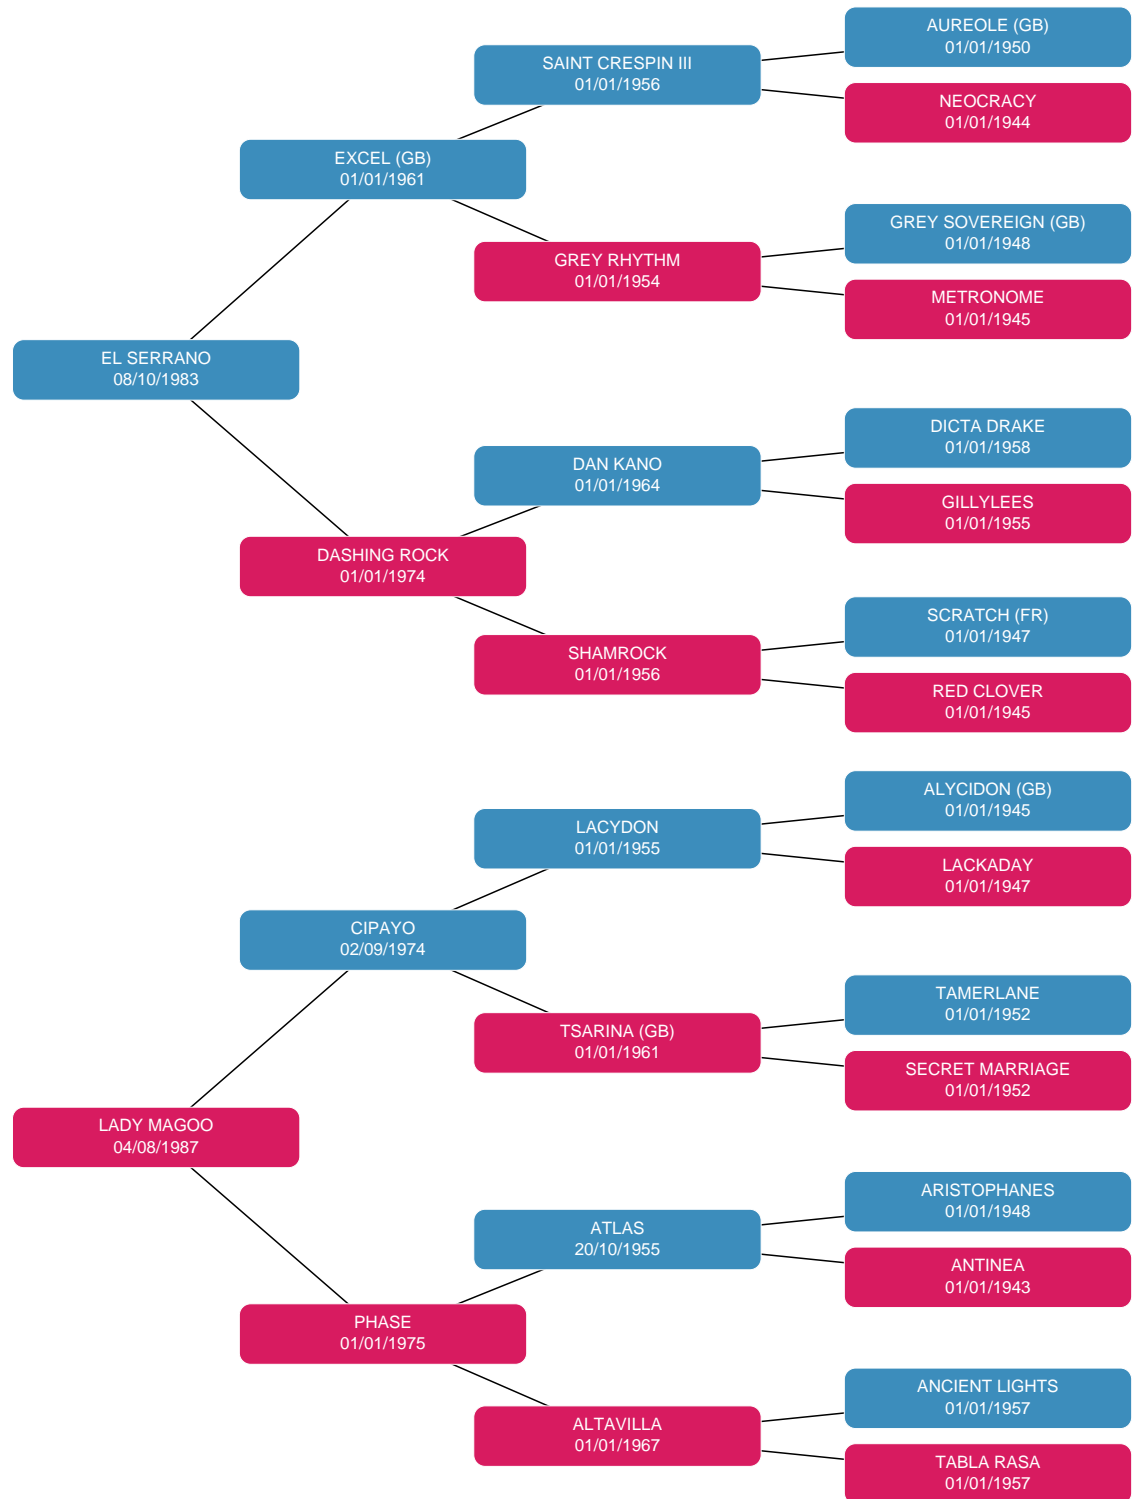 AUREOLE (GB)
01/01/1950
SAINT CRESPIN III
01/01/1956
NEOCRACY
01/01/1944
EXCEL (GB)
01/01/1961
GREY SOVEREIGN (GB)
01/01/1948
GREY RHYTHM
01/01/1954
METRONOME
01/01/1945
EL SERRANO
08/10/1983
DICTA DRAKE
01/01/1958
DAN KANO
01/01/1964
GILLYLEES
01/01/1955
DASHING ROCK
01/01/1974
SCRATCH (FR)
01/01/1947
SHAMROCK
01/01/1956
RED CLOVER
01/01/1945
ALYCIDON (GB)
01/01/1945
LACYDON
01/01/1955
LACKADAY
01/01/1947
CIPAYO
02/09/1974
TAMERLANE
01/01/1952
TSARINA (GB)
01/01/1961
SECRET MARRIAGE
01/01/1952
LADY MAGOO
04/08/1987
ARISTOPHANES
01/01/1948
ATLAS
20/10/1955
ANTINEA
01/01/1943
PHASE
01/01/1975
ANCIENT LIGHTS
01/01/1957
ALTAVILLA
01/01/1967
TABLA RASA
01/01/1957